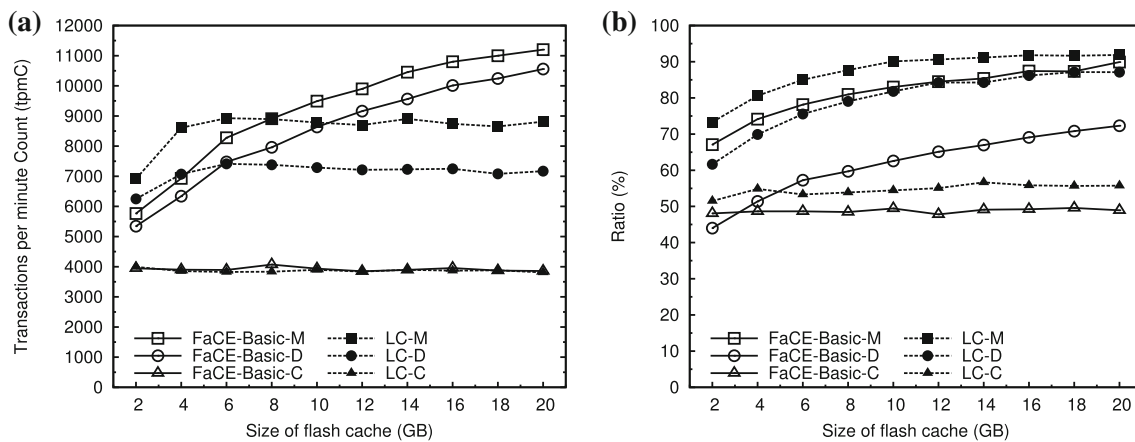 (a)
Transactions per minute Count (tpmC)
12000
11000
10000
9000
8000
7000
6000
5000
4000
3000
2000
1000
0
FaCE-Basic-M LC-M
FaCE-Basic-D LC-D
FaCE-Basic-C LC-C
2 4 6 8 10 12 14 16 18 20
Size of flash cache (GB)
(b)
Ratio (%)
100
90
80
70
60
50
40
30
20
10
0
FaCE-Basic-M LC-M
FaCE-Basic-D LC-D
FaCE-Basic-C LC-C
2 4 6 8 10 12 14 16 18 20
Size of flash cache (GB)